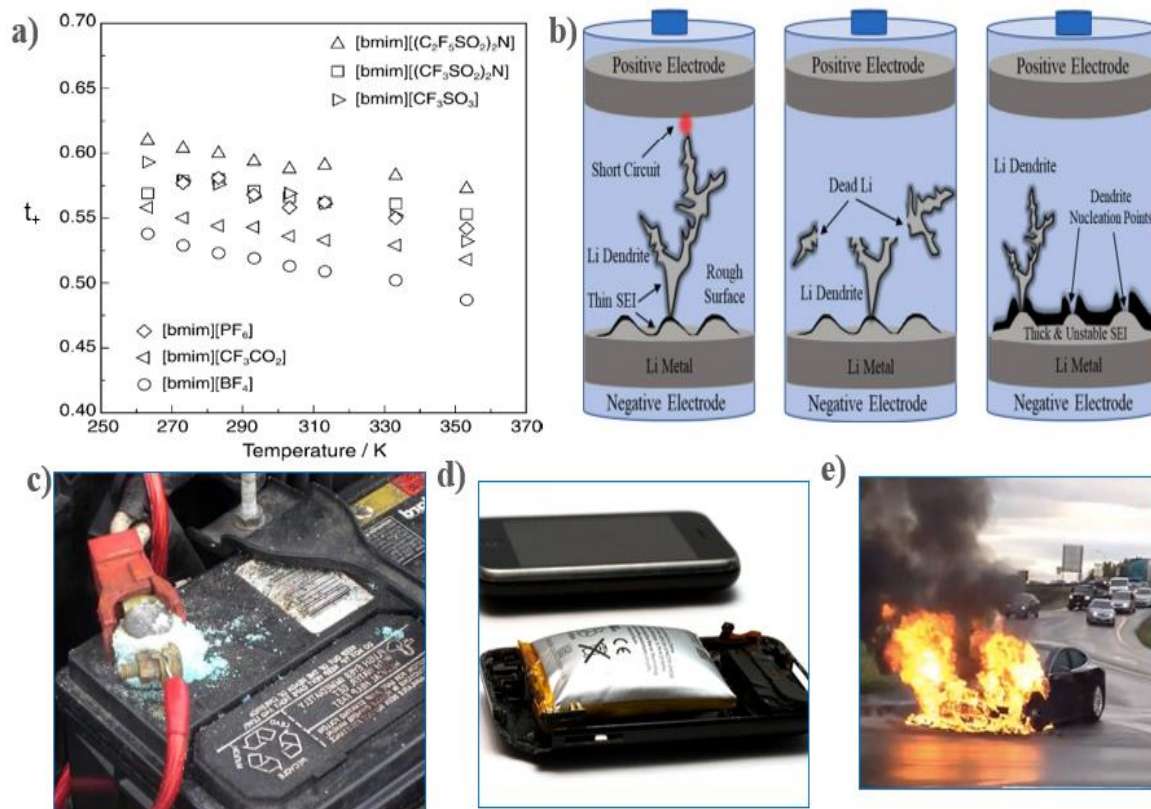 a)
0.70
0.65
0.60
0.55
0.50
0.45
0.40
t₊
△ [bmim][(C₂F₅SO₂)₂N]
□ [bmim][(CF₃SO₂)₂N]
▷ [bmim][CF₃SO₃]
◇ [bmim][PF₆]
◁ [bmim][CF₃CO₂]
○ [bmim][BF₄]
250 270 290 310 330 350 370
Temperature / K
b)
Positive Electrode
Short Circuit
Li Dendrite
Thin SEI
Rough
Surface
Li Metal
Negative Electrode
Positive Electrode
Dead Li
Li Dendrite
Li Metal
Negative Electrode
Positive Electrode
Li Dendrite
Dendrite
Nucleation Points
Thick & Unstable SEI
Li Metal
Negative Electrode
c)
RECYCLE
d)
CE
e)